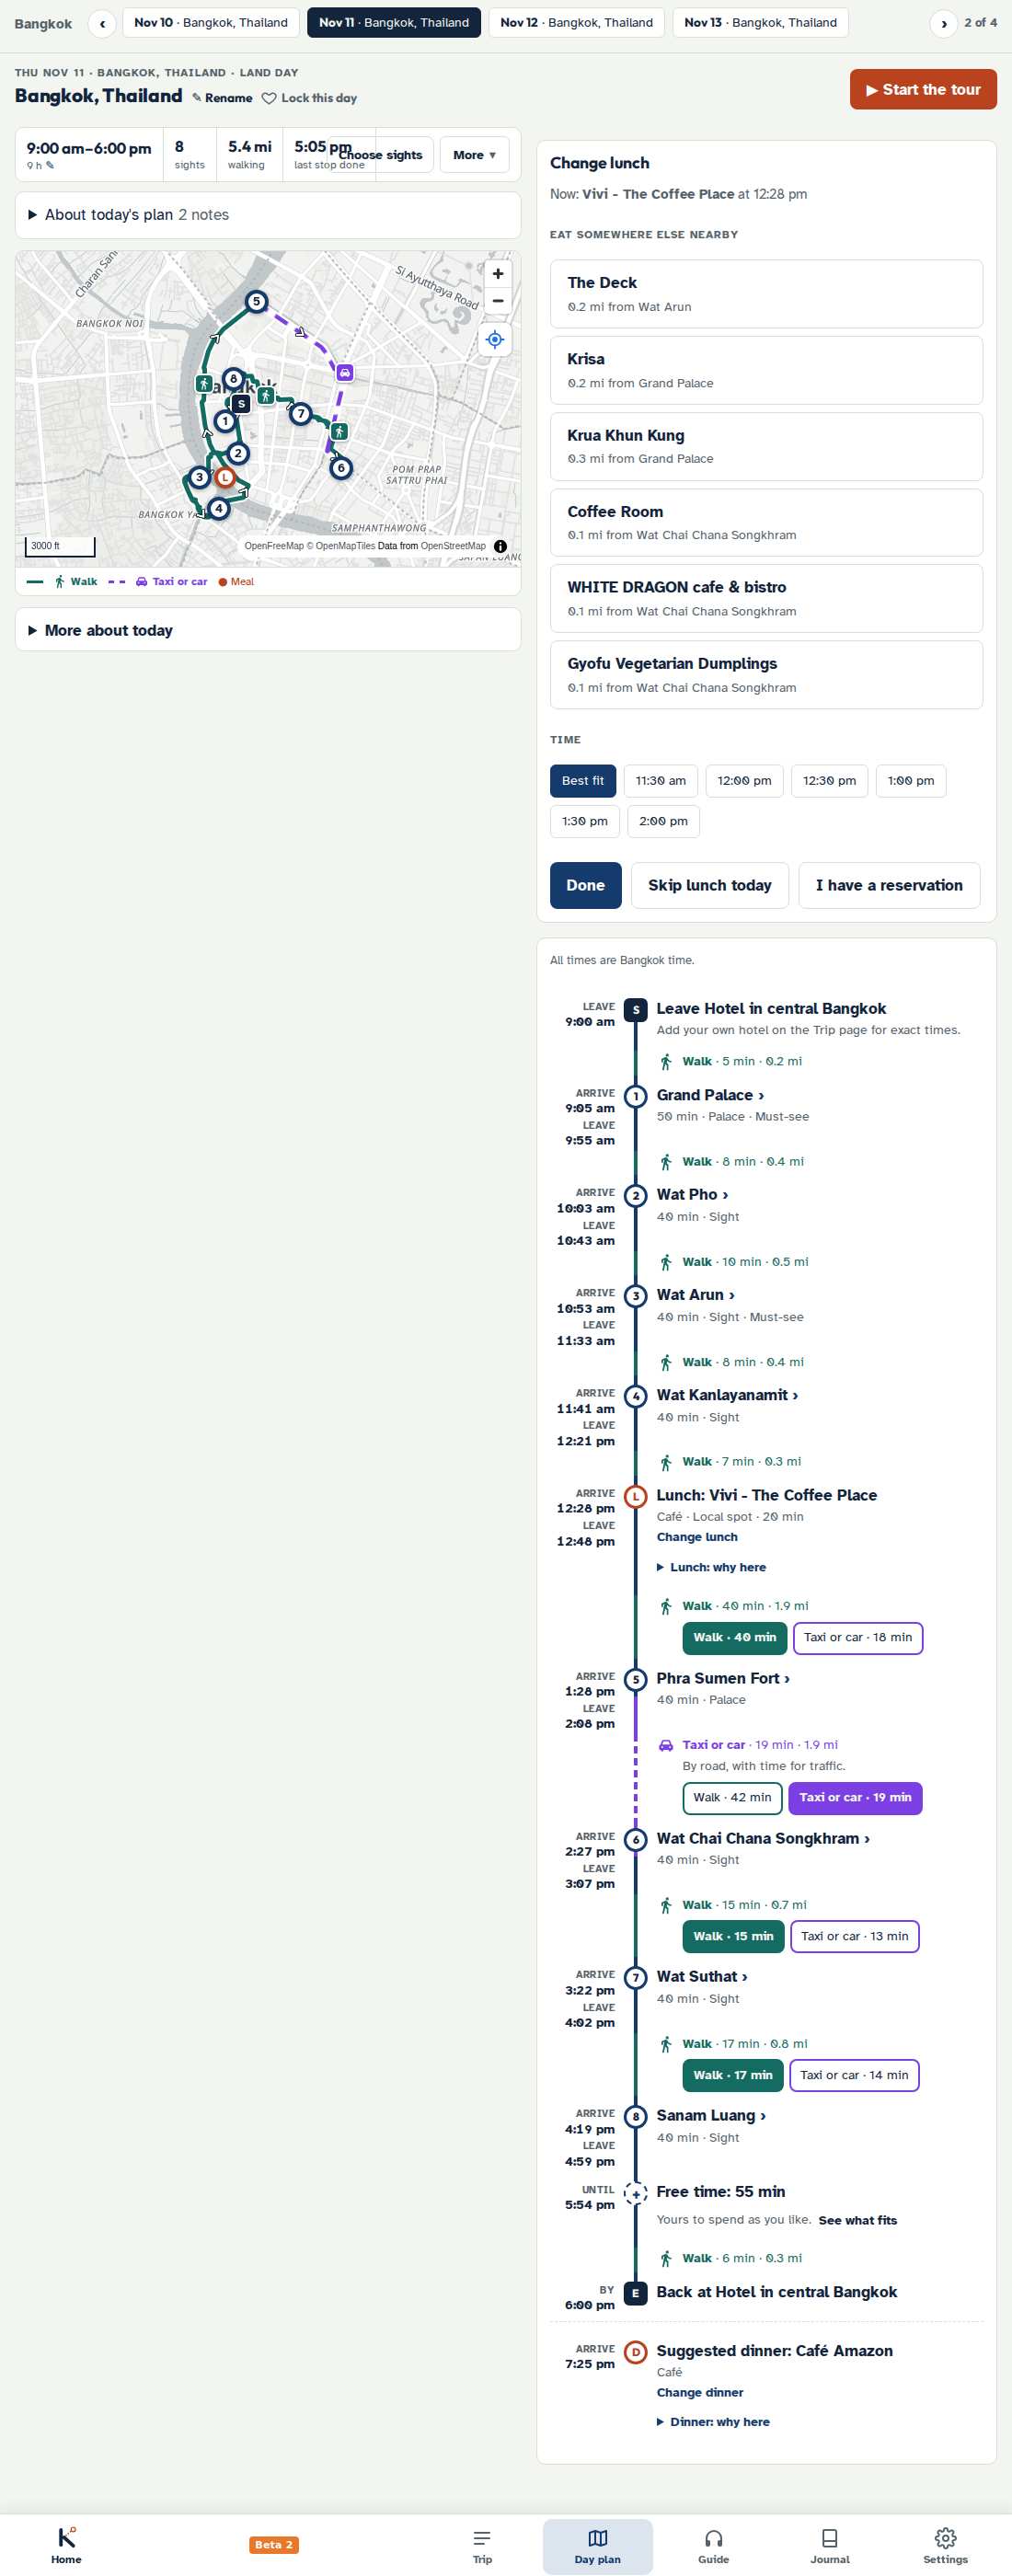 Bangkok ‹ Nov 10 · Bangkok, Thailand Nov 11 · Bangkok, Thailand Nov 12 · Bangkok, Thailand Nov 13 · Bangkok, Thailand › 2 of 4
THU NOV 11 · BANGKOK, THAILAND · LAND DAY
Bangkok, Thailand ✎ Rename Lock this day
▶ Start the tour
9:00 am–6:00 pm
9 h ✎
8
sights
5.4 mi
walking
5:05 pm
last stop done
Choose sights
More ▾
▶ About today's plan 2 notes
Charan San
Si Ayutthaya Road
BANGKOK NOI
5
8
S
7
1
2
6
3
L
4
POM PRAP
SATTRU PHAI
BANGKOK YA
SAMPHANTHAWONG
3000 ft
OpenFreeMap © OpenMapTiles Data from OpenStreetMap
Walk Taxi or car Meal
▶ More about today
Change lunch
Now: Vivi - The Coffee Place at 12:28 pm
EAT SOMEWHERE ELSE NEARBY
The Deck
0.2 mi from Wat Arun
Krisa
0.2 mi from Grand Palace
Krua Khun Kung
0.3 mi from Grand Palace
Coffee Room
0.1 mi from Wat Chai Chana Songkhram
WHITE DRAGON cafe & bistro
0.1 mi from Wat Chai Chana Songkhram
Gyofu Vegetarian Dumplings
0.1 mi from Wat Chai Chana Songkhram
TIME
Best fit 11:30 am 12:00 pm 12:30 pm 1:00 pm
1:30 pm 2:00 pm
Done Skip lunch today I have a reservation
All times are Bangkok time.
LEAVE
9:00 am
S
Leave Hotel in central Bangkok
Add your own hotel on the Trip page for exact times.
Walk · 5 min · 0.2 mi
ARRIVE
9:05 am
LEAVE
9:55 am
1
Grand Palace ›
50 min · Palace · Must-see
Walk · 8 min · 0.4 mi
ARRIVE
10:03 am
LEAVE
10:43 am
2
Wat Pho ›
40 min · Sight
Walk · 10 min · 0.5 mi
ARRIVE
10:53 am
LEAVE
11:33 am
3
Wat Arun ›
40 min · Sight · Must-see
Walk · 8 min · 0.4 mi
ARRIVE
11:41 am
LEAVE
12:21 pm
4
Wat Kanlayanamit ›
40 min · Sight
Walk · 7 min · 0.3 mi
ARRIVE
12:28 pm
LEAVE
12:48 pm
L
Lunch: Vivi - The Coffee Place
Café · Local spot · 20 min
Change lunch
▶ Lunch: why here
Walk · 40 min · 1.9 mi
Walk · 40 min Taxi or car · 18 min
ARRIVE
1:28 pm
LEAVE
2:08 pm
5
Phra Sumen Fort ›
40 min · Palace
Taxi or car · 19 min · 1.9 mi
By road, with time for traffic.
Walk · 42 min Taxi or car · 19 min
ARRIVE
2:27 pm
LEAVE
3:07 pm
6
Wat Chai Chana Songkhram ›
40 min · Sight
Walk · 15 min · 0.7 mi
Walk · 15 min Taxi or car · 13 min
ARRIVE
3:22 pm
LEAVE
4:02 pm
7
Wat Suthat ›
40 min · Sight
Walk · 17 min · 0.8 mi
Walk · 17 min Taxi or car · 14 min
ARRIVE
4:19 pm
LEAVE
4:59 pm
8
Sanam Luang ›
40 min · Sight
UNTIL
5:54 pm
+
Free time: 55 min
Yours to spend as you like. See what fits
Walk · 6 min · 0.3 mi
BY
6:00 pm
E
Back at Hotel in central Bangkok
ARRIVE
7:25 pm
D
Suggested dinner: Café Amazon
Café
Change dinner
▶ Dinner: why here
Home
Beta 2
Trip
Day plan
Guide
Journal
Settings